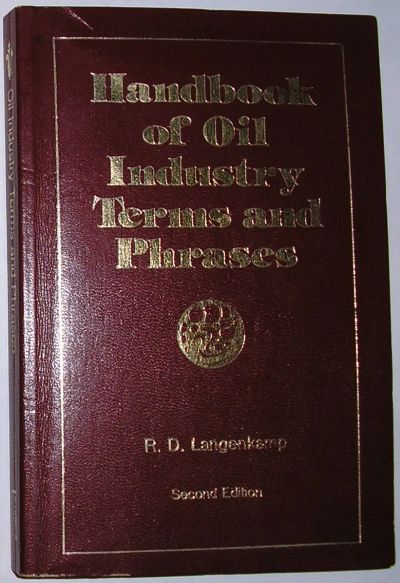 Handbook
of Oil
Industry
Terms and
Phrases
R. D. Langenkamp
Second Edition
Oil Industry Terms and Phrases